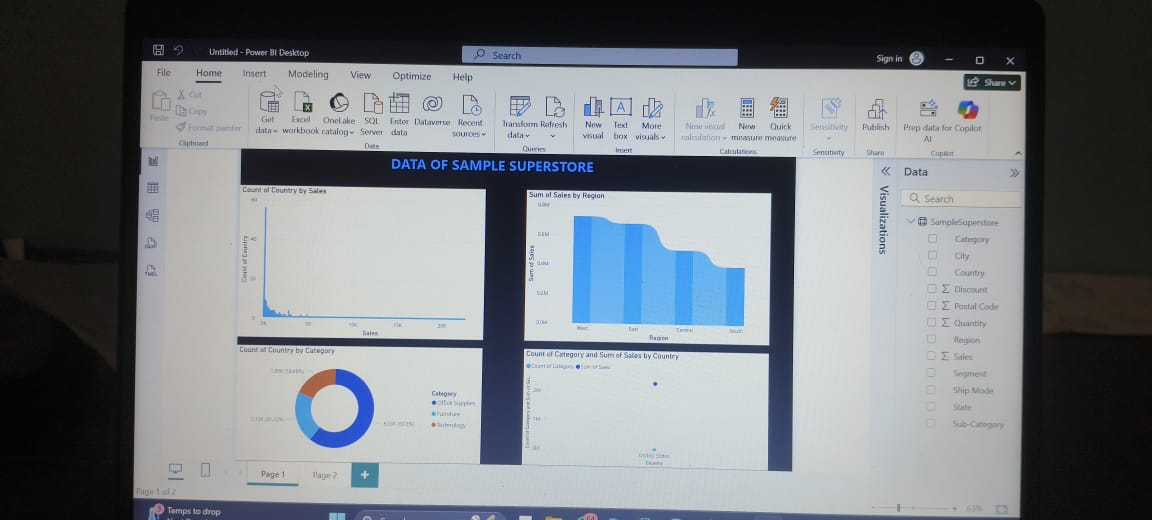 Untitled - Power BI Desktop
Search
Sign in
File Home Insert Modeling View Optimize Help
Share
Paste
Cut
Copy
Format painter
Clipboard
Get data
Excel workbook
OneLake catalog
SQL Server
Enter data
Dataverse
Recent sources
Data
Transform data
Refresh
Queries
New visual
Text box
More visuals
Insert
New visual calculation
New measure
Quick measure
Calculations
Sensitivity
Sensitivity
Publish
Share
Prep data for AI
Copilot
Copilot
DATA OF SAMPLE SUPERSTORE
Count of Country by Sales
60
40
20
0
Count of Country
0K 5K 10K 15K 20K
Sales
Sum of Sales by Region
0.8M
0.6M
0.4M
0.2M
0.0M
Sum of Sales
West East Central South
Region
Count of Country by Category
Category
Office Supplies
Furniture
Technology
Count of Category and Sum of Sales by Country
Count of Category Sum of Sales
2M
1M
0M
United States
Country
Visualizations
Data
Search
SampleSuperstore
Category
City
Country
Discount
Postal Code
Quantity
Region
Sales
Segment
Ship Mode
State
Sub-Category
Page 1
Page 2
Page 1 of 2
63%
3
Temps to drop